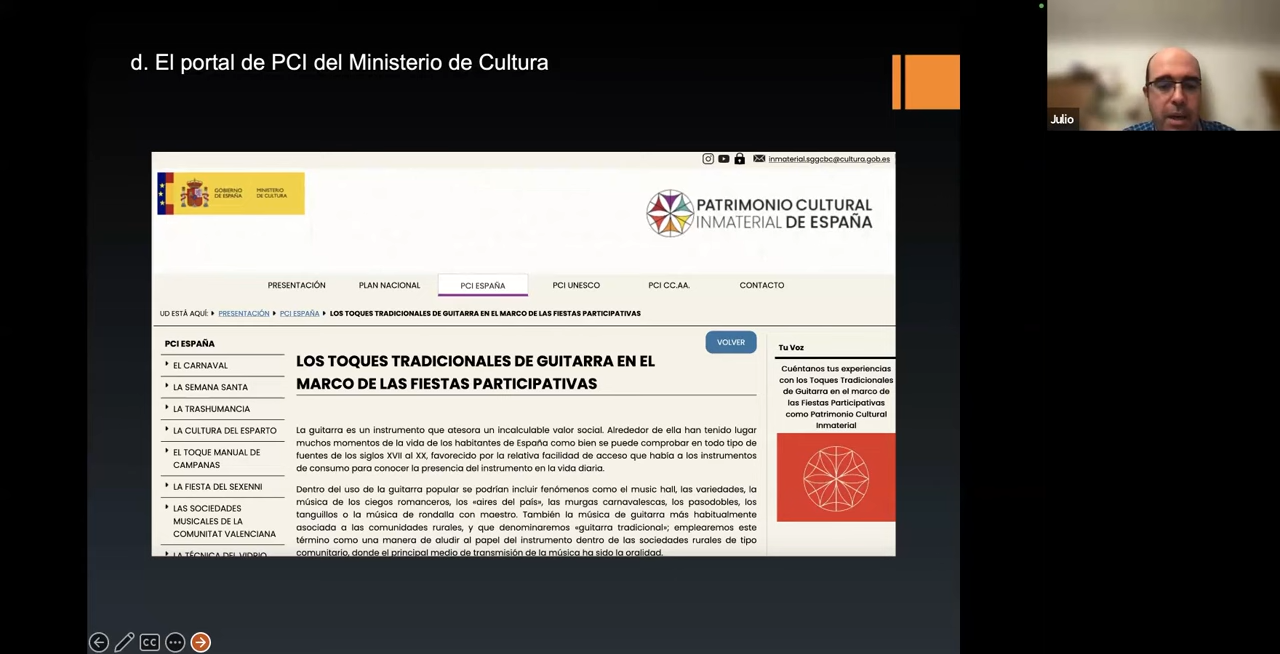 d. El portal de PCI del Ministerio de Cultura
Julio
inmaterial.sggcbc@cultura.gob.es
GOBIERNO
DE ESPAÑA
MINISTERIO
DE CULTURA
PATRIMONIO CULTURAL
INMATERIAL DE ESPAÑA
PRESENTACIÓN PLAN NACIONAL PCI ESPAÑA PCI UNESCO PCI CC.AA. CONTACTO
UD ESTÁ AQUÍ: PRESENTACIÓN PCI ESPAÑA LOS TOQUES TRADICIONALES DE GUITARRA EN EL MARCO DE LAS FIESTAS PARTICIPATIVAS
PCI ESPAÑA
EL CARNAVAL
LA SEMANA SANTA
LA TRASHUMANCIA
LA CULTURA DEL ESPARTO
EL TOQUE MANUAL DE
CAMPANAS
LA FIESTA DEL SEXENNI
LAS SOCIEDADES
MUSICALES DE LA
COMUNITAT VALENCIANA
LA TÉCNICA DEL VIDRIO
VOLVER
LOS TOQUES TRADICIONALES DE GUITARRA EN EL
MARCO DE LAS FIESTAS PARTICIPATIVAS
La guitarra es un instrumento que atesora un incalculable valor social. Alrededor de ella han tenido lugar
muchos momentos de la vida de los habitantes de España como bien se puede comprobar en todo tipo de
fuentes de los siglos XVII al XX, favorecido por la relativa facilidad de acceso que había a los instrumentos
de consumo para conocer la presencia del instrumento en la vida diaria.
Dentro del uso de la guitarra popular se podrían incluir fenómenos como el music hall, las variedades, la
música de los ciegos romanceros, los «aires del país», las murgas carnavalescas, los pasodobles, los
tanguillos o la música de rondalla con maestro. También la música de guitarra más habitualmente
asociada a las comunidades rurales, y que denominaremos «guitarra tradicional»; emplearemos este
término como una manera de aludir al papel del instrumento dentro de las sociedades rurales de tipo
comunitario, donde el principal medio de transmisión de la música ha sido la oralidad.
Tu Voz
Cuéntanos tus experiencias
con los Toques Tradicionales
de Guitarra en el marco de
las Fiestas Participativas
como Patrimonio Cultural
Inmaterial
CC